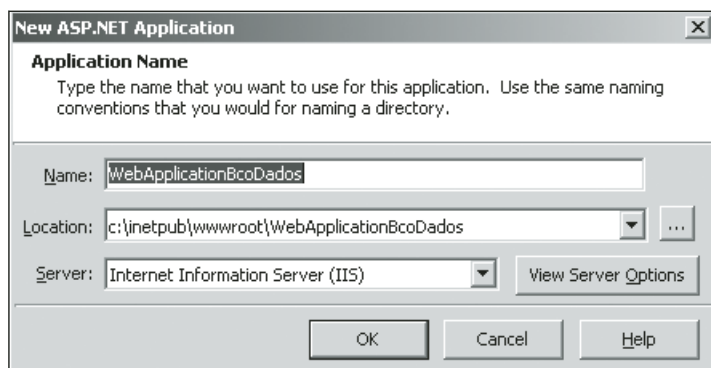 New ASP.NET Application
Application Name
Type the name that you want to use for this application. Use the same naming
conventions that you would for naming a directory.
Name: WebApplicationBcoDados
Location: c:\inetpub\wwwroot\WebApplicationBcoDados ...
Server: Internet Information Server (IIS) View Server Options
OK Cancel Help